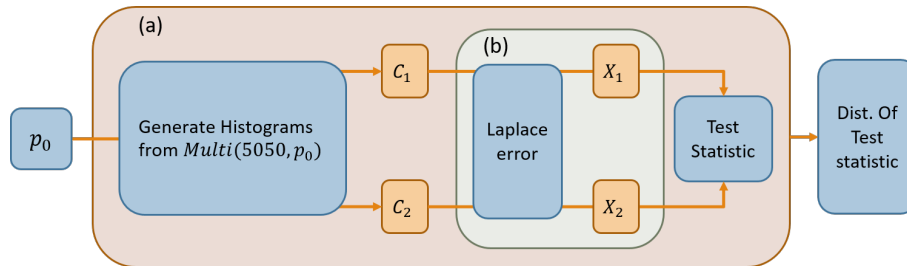 (a)
(b)
p₀
Generate Histograms
from Multi(5050, p₀)
C₁
C₂
Laplace
error
X₁
X₂
Test
Statistic
Dist. Of
Test
statistic